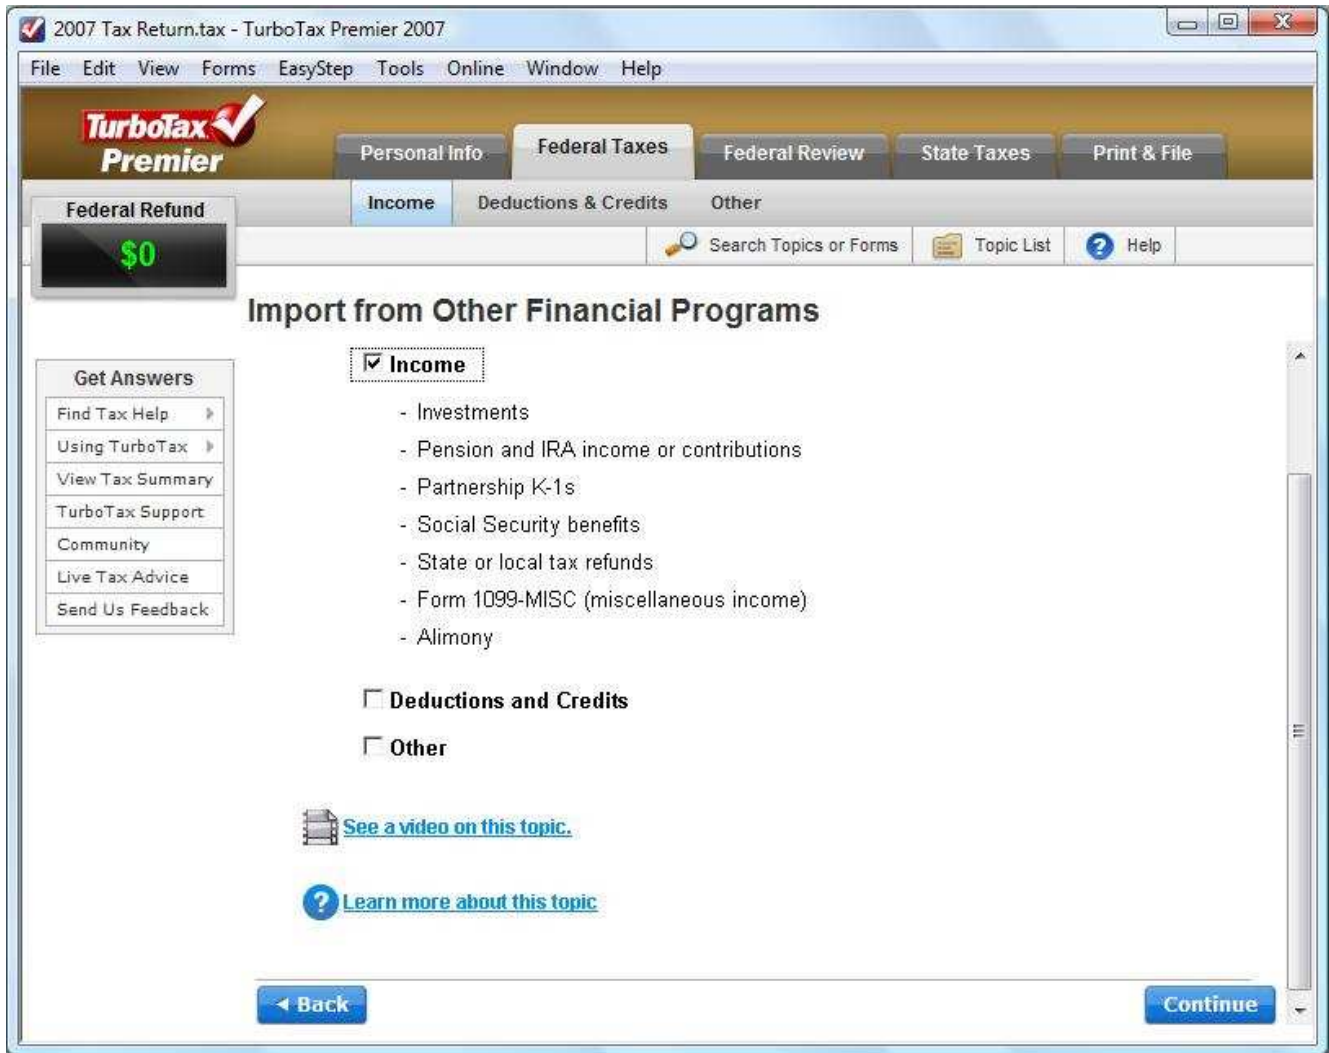 2007 Tax Return.tax - TurboTax Premier 2007
File Edit View Forms EasyStep Tools Online Window Help
TurboTax
Premier
Personal Info Federal Taxes Federal Review State Taxes Print & File
Federal Refund
$0
Income Deductions & Credits Other
Search Topics or Forms Topic List ? Help
Import from Other Financial Programs
Get Answers
Find Tax Help
Using TurboTax
View Tax Summary
TurboTax Support
Community
Live Tax Advice
Send Us Feedback
Income
- Investments
- Pension and IRA income or contributions
- Partnership K-1s
- Social Security benefits
- State or local tax refunds
- Form 1099-MISC (miscellaneous income)
- Alimony
Deductions and Credits
Other
See a video on this topic.
? Learn more about this topic
Back Continue